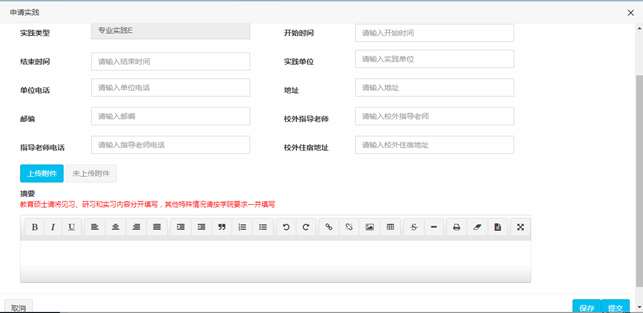 申请实践
实践类型 专业实践E 开始时间 请输入开始时间
结束时间 请输入结束时间 实践单位 请输入实践单位
单位电话 请输入单位电话 地址 请输入地址
邮编 请输入邮编 校外指导老师 请输入校外指导老师
指导老师电话 请输入指导老师电话 校外住宿地址 请输入校外住宿地址
上传附件 未上传附件
摘要
教育硕士请将见习、研习和实习内容分开填写，其他特殊情况请按学院要求一并填写
B I U S
取消 保存 提交